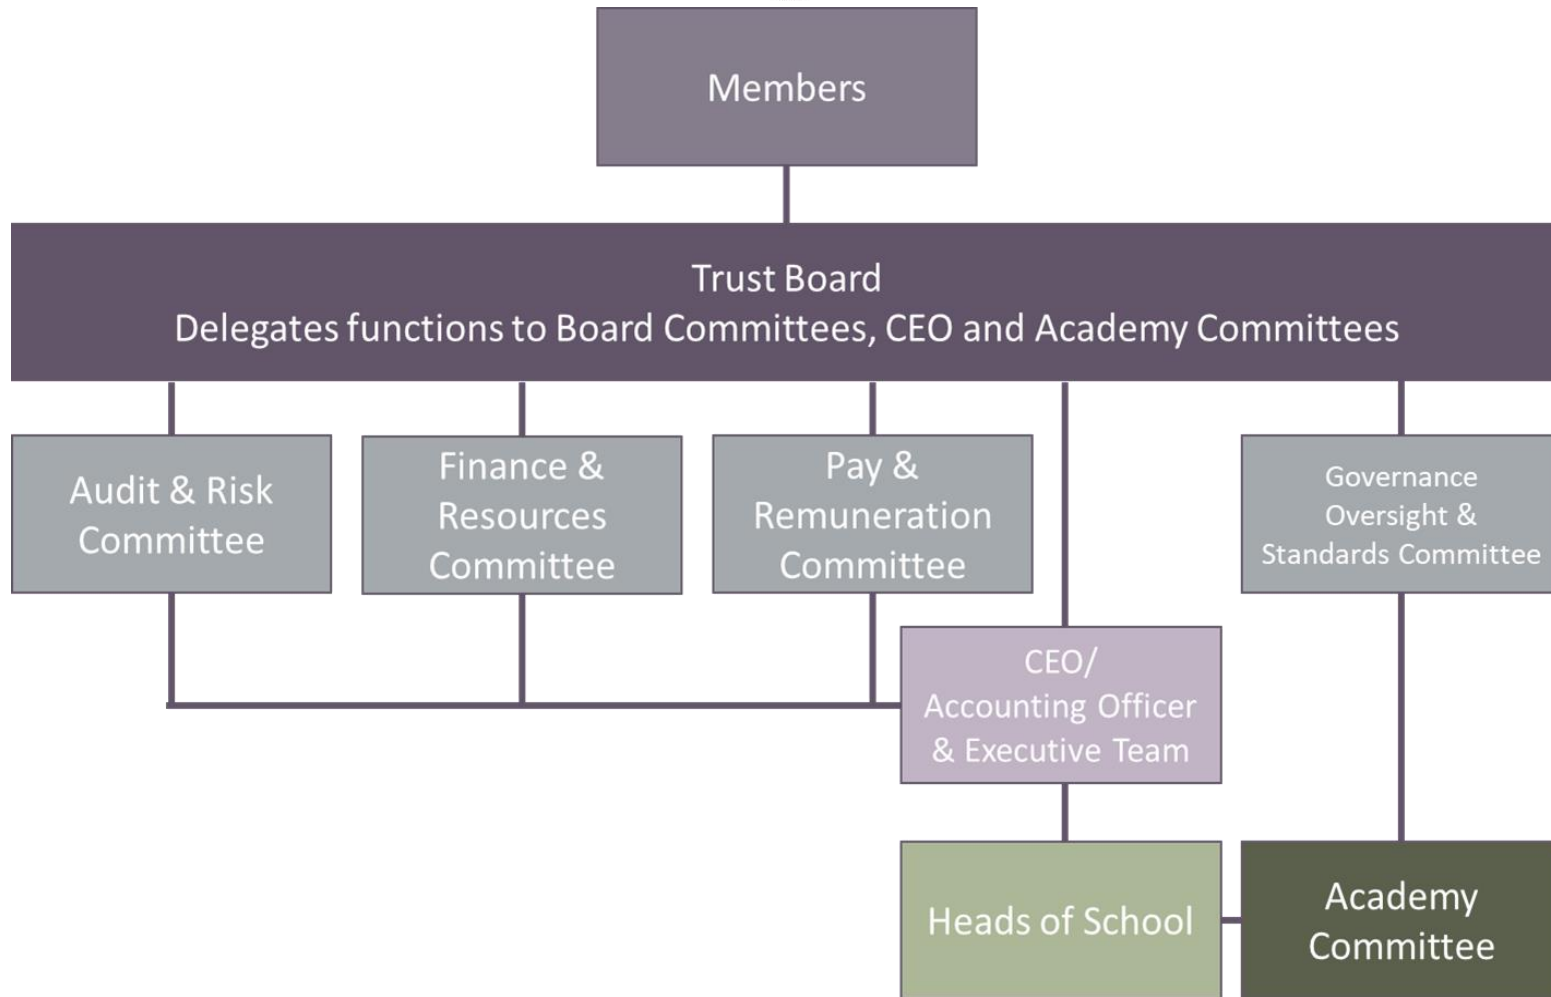 Members
Trust Board
Delegates functions to Board Committees, CEO and Academy Committees
Audit & Risk
Committee
Finance &
Resources
Committee
Pay &
Remuneration
Committee
Governance
Oversight &
Standards Committee
CEO/
Accounting Officer
& Executive Team
Heads of School
Academy
Committee